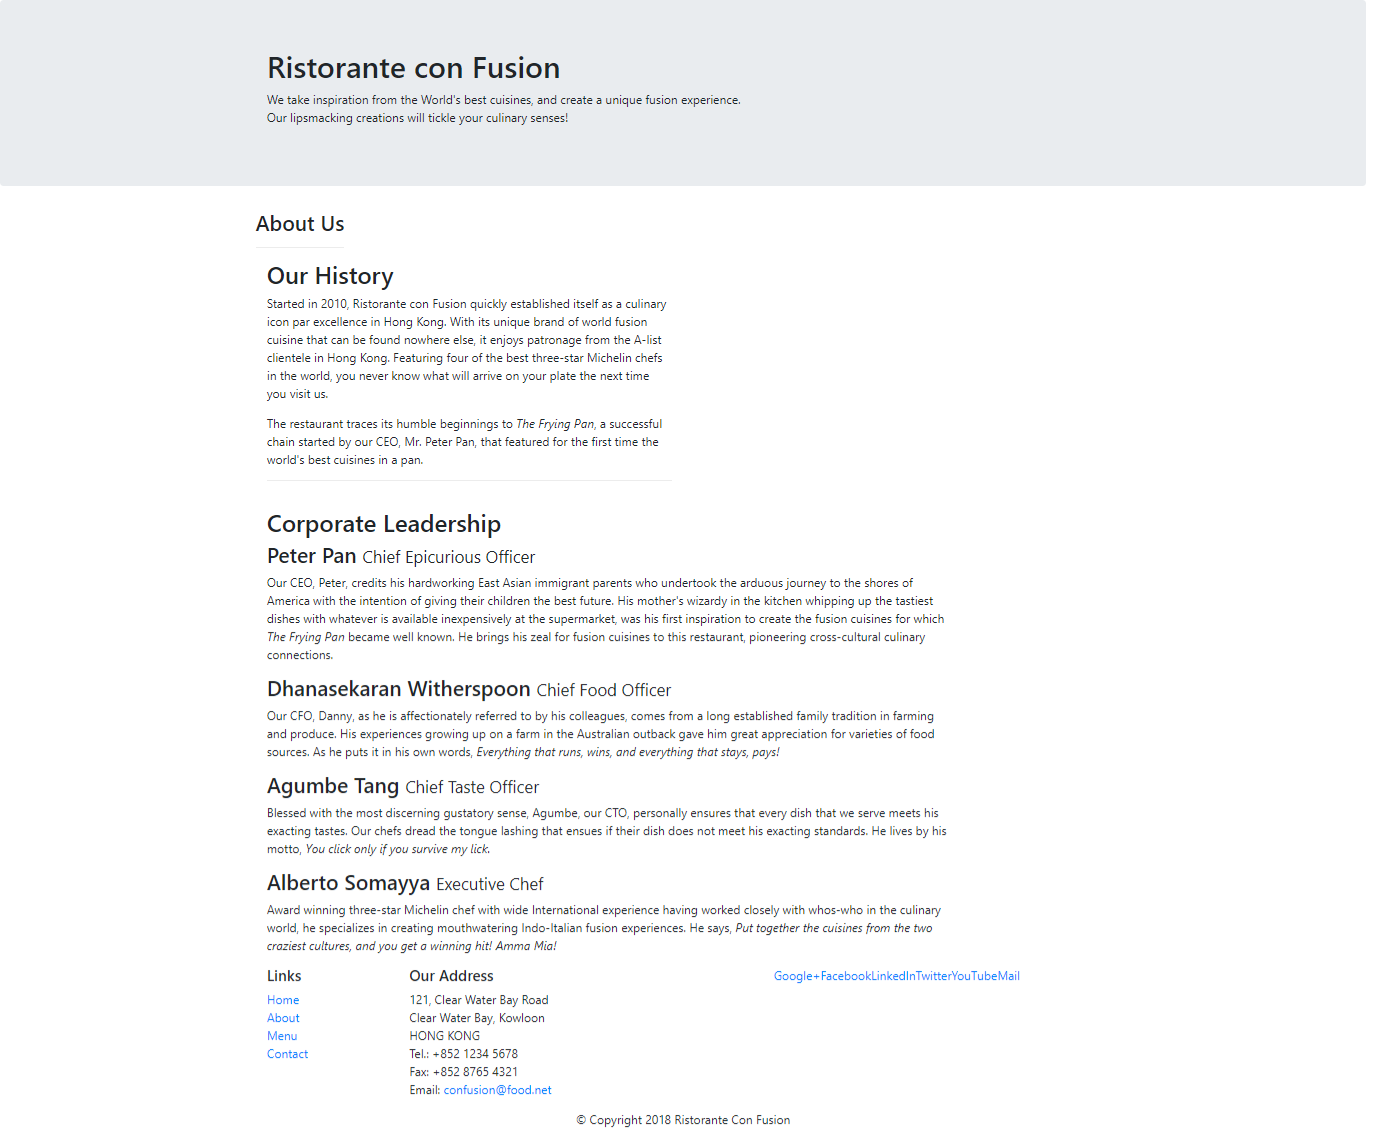 Ristorante con Fusion
We take inspiration from the World's best cuisines, and create a unique fusion experience.
Our lipsmacking creations will tickle your culinary senses!
About Us
Our History
Started in 2010, Ristorante con Fusion quickly established itself as a culinary
icon par excellence in Hong Kong. With its unique brand of world fusion
cuisine that can be found nowhere else, it enjoys patronage from the A-list
clientele in Hong Kong. Featuring four of the best three-star Michelin chefs
in the world, you never know what will arrive on your plate the next time
you visit us.
The restaurant traces its humble beginnings to The Frying Pan, a successful
chain started by our CEO, Mr. Peter Pan, that featured for the first time the
world's best cuisines in a pan.
Corporate Leadership
Peter Pan Chief Epicurious Officer
Our CEO, Peter, credits his hardworking East Asian immigrant parents who undertook the arduous journey to the shores of
America with the intention of giving their children the best future. His mother's wizardy in the kitchen whipping up the tastiest
dishes with whatever is available inexpensively at the supermarket, was his first inspiration to create the fusion cuisines for which
The Frying Pan became well known. He brings his zeal for fusion cuisines to this restaurant, pioneering cross-cultural culinary
connections.
Dhanasekaran Witherspoon Chief Food Officer
Our CFO, Danny, as he is affectionately referred to by his colleagues, comes from a long established family tradition in farming
and produce. His experiences growing up on a farm in the Australian outback gave him great appreciation for varieties of food
sources. As he puts it in his own words, Everything that runs, wins, and everything that stays, pays!
Agumbe Tang Chief Taste Officer
Blessed with the most discerning gustatory sense, Agumbe, our CTO, personally ensures that every dish that we serve meets his
exacting tastes. Our chefs dread the tongue lashing that ensues if their dish does not meet his exacting standards. He lives by his
motto, You click only if you survive my lick.
Alberto Somayya Executive Chef
Award winning three-star Michelin chef with wide International experience having worked closely with whos-who in the culinary
world, he specializes in creating mouthwatering Indo-Italian fusion experiences. He says, Put together the cuisines from the two
craziest cultures, and you get a winning hit! Amma Mia!
Links
Home
About
Menu
Contact
Our Address
121, Clear Water Bay Road
Clear Water Bay, Kowloon
HONG KONG
Tel.: +852 1234 5678
Fax: +852 8765 4321
Email: confusion@food.net
Google+FacebookLinkedInTwitterYouTubeMail
© Copyright 2018 Ristorante Con Fusion